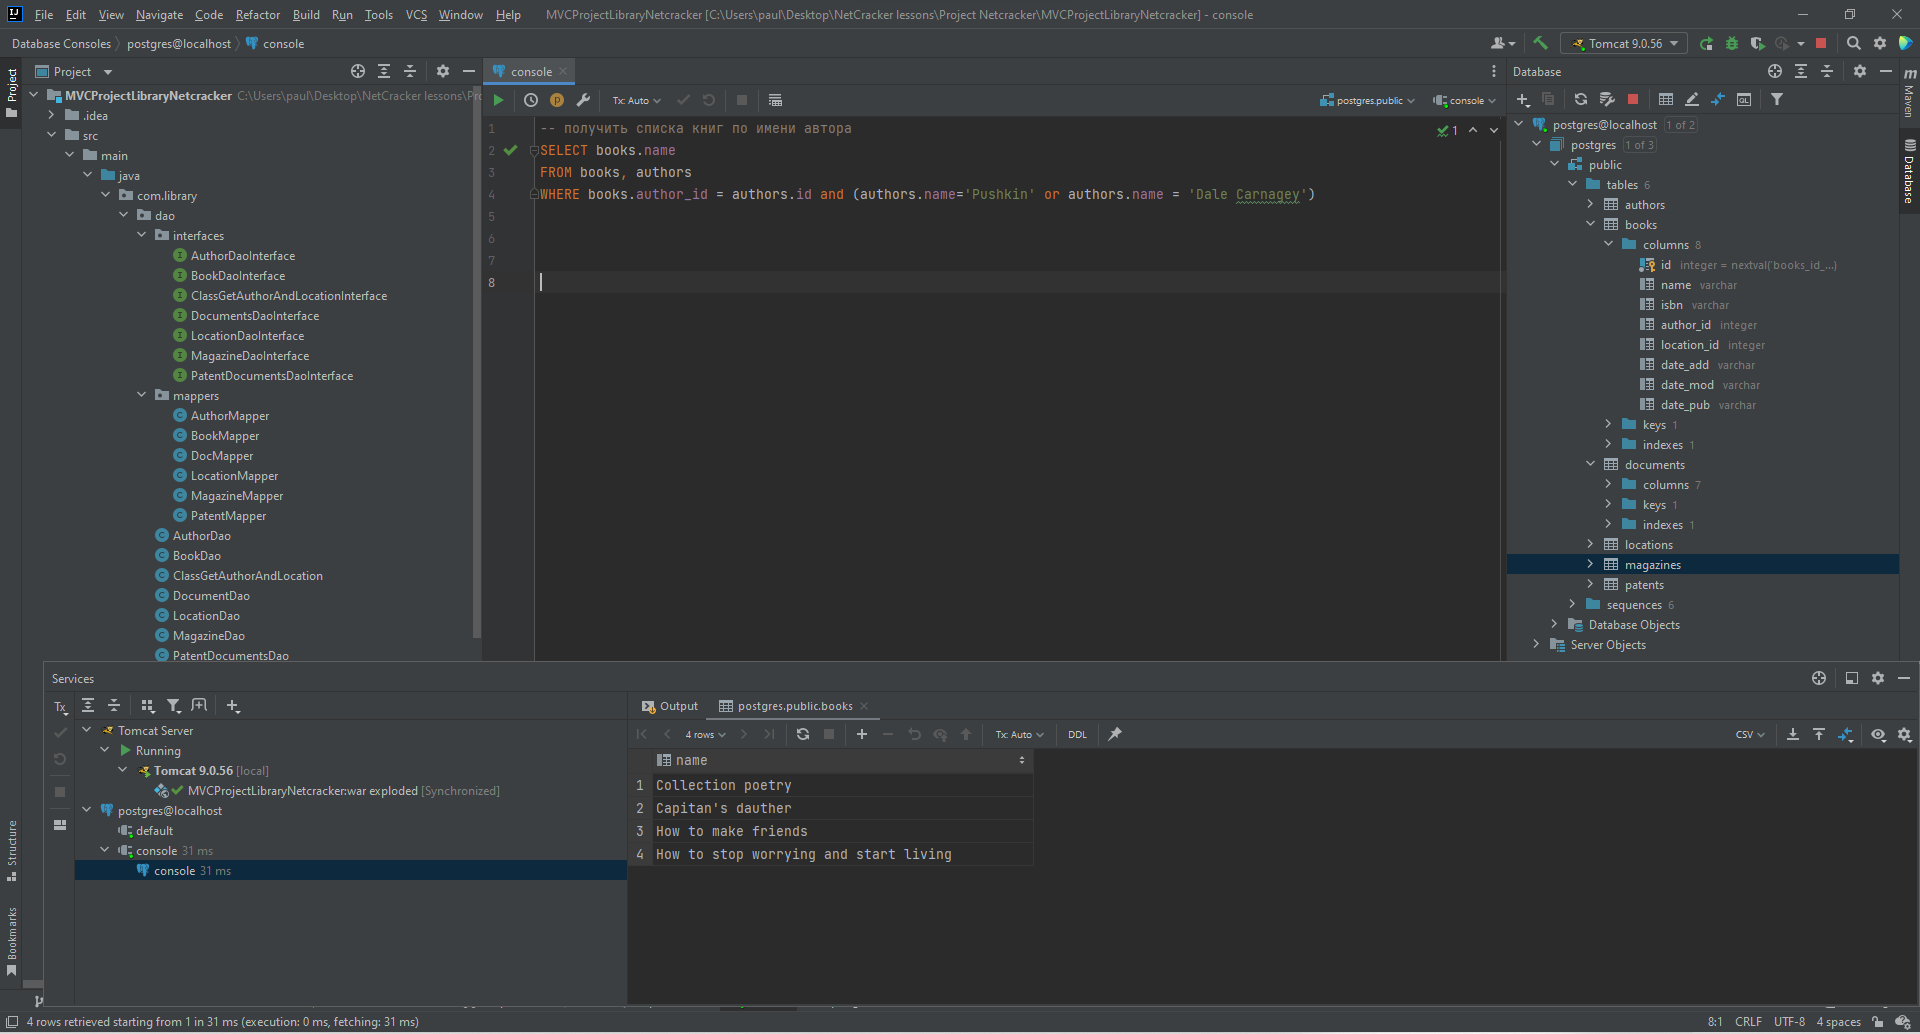 File Edit View Navigate Code Refactor Build Run Tools VCS Window Help MVCProjectLibraryNetcracker [C:\Users\paul\Desktop\NetCracker lessons\Project Netcracker\MVCProjectLibraryNetcracker] - console
Database Consoles postgres@localhost console
Tomcat 9.0.56
Project
Project
MVCProjectLibraryNetcracker C:\Users\paul\Desktop\NetCracker lessons\Pr
.idea
src
main
java
com.library
dao
interfaces
AuthorDaoInterface
BookDaoInterface
ClassGetAuthorAndLocationInterface
DocumentsDaoInterface
LocationDaoInterface
MagazineDaoInterface
PatentDocumentsDaoInterface
mappers
AuthorMapper
BookMapper
DocMapper
LocationMapper
MagazineMapper
PatentMapper
AuthorDao
BookDao
ClassGetAuthorAndLocation
DocumentDao
LocationDao
MagazineDao
PatentDocumentsDao
console
Tx: Auto
postgres.public console
1 -- получить списка книг по имени автора
1
2 SELECT books.name
3 FROM books, authors
4 WHERE books.author_id = authors.id and (authors.name='Pushkin' or authors.name = 'Dale Carnagey')
5
6
7
8
Database
postgres@localhost 1 of 2
postgres 1 of 3
public
tables 6
authors
books
columns 8
id integer = nextval('books_id_...)
name varchar
isbn varchar
author_id integer
location_id integer
date_add varchar
date_mod varchar
date_pub varchar
keys 1
indexes 1
documents
columns 7
keys 1
indexes 1
locations
magazines
patents
sequences 6
Database Objects
Server Objects
m
Maven
Database
Services
Tx
Tomcat Server
Running
Tomcat 9.0.56 [local]
MVCProjectLibraryNetcracker:war exploded [Synchronized]
postgres@localhost
default
console 31 ms
console 31 ms
Output postgres.public.books
4 rows Tx: Auto DDL CSV
name
1 Collection poetry
2 Capitan's dauther
3 How to make friends
4 How to stop worrying and start living
Structure
Bookmarks
4 rows retrieved starting from 1 in 31 ms (execution: 0 ms, fetching: 31 ms)
8:1 CRLF UTF-8 4 spaces